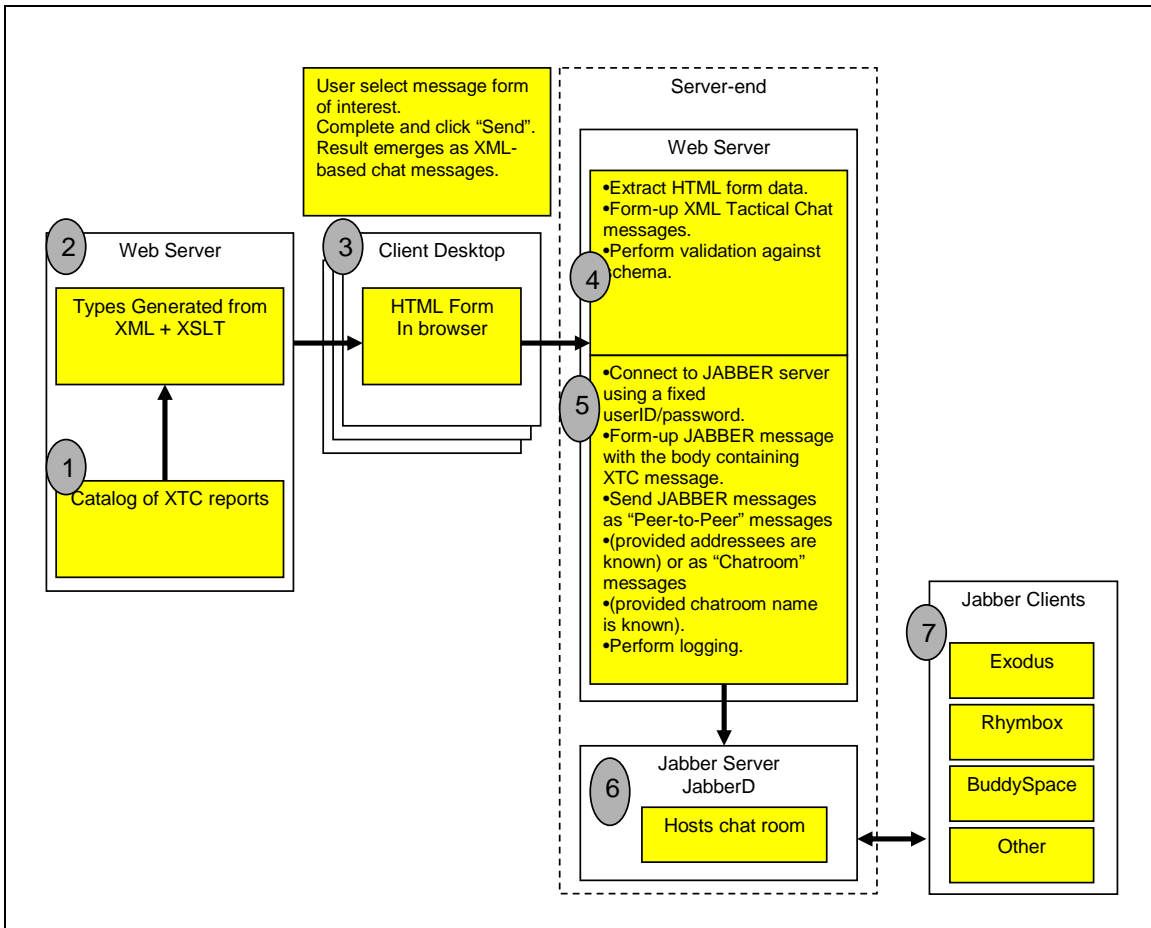 User select message form
of interest.
Complete and click “Send”.
Result emerges as XML-
based chat messages.
2
Web Server
Types Generated from
XML + XSLT
1
Catalog of XTC reports
3
Client Desktop
HTML Form
In browser
Server-end
Web Server
•Extract HTML form data.
•Form-up XML Tactical Chat
messages.
•Perform validation against
schema.
4
5
•Connect to JABBER server
using a fixed
userID/password.
•Form-up JABBER message
with the body containing
XTC message.
•Send JABBER messages
as “Peer-to-Peer” messages
•(provided addressees are
known) or as “Chatroom”
messages
•(provided chatroom name
is known).
•Perform logging.
6
Jabber Server
JabberD
Hosts chat room
7
Jabber Clients
Exodus
Rhymbox
BuddySpace
Other